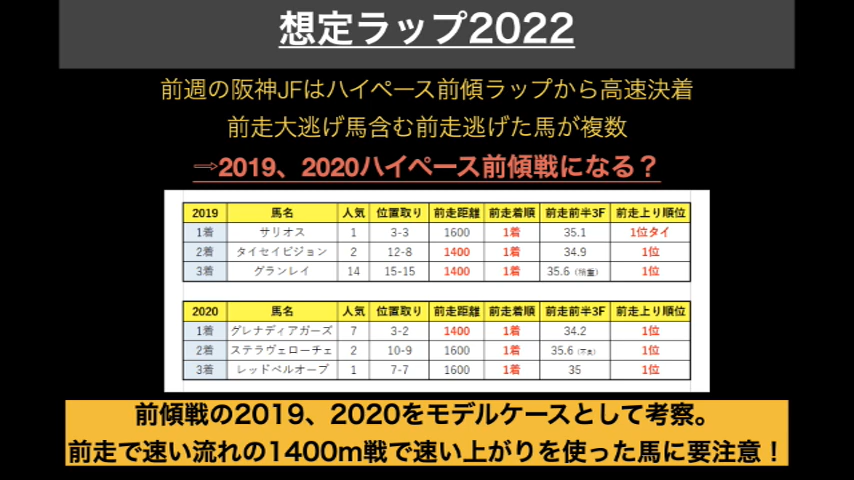 想定ラップ2022
前週の阪神JFはハイペース前傾ラップから高速決着
前走大逃げ馬含む前走逃げた馬が複数
⇒2019、2020ハイペース前傾戦になる？
2019 馬名 人気 位置取り 前走距離 前走着順 前走前半3F 前走上り順位
1着 サリオス 1 3-3 1600 1着 35.1 1位タイ
2着 タイセイビジョン 2 12-8 1400 1着 34.9 1位
3着 グランレイ 14 15-15 1400 1着 35.6（稍重） 1位
2020 馬名 人気 位置取り 前走距離 前走着順 前走前半3F 前走上り順位
1着 グレナディアガーズ 7 3-2 1400 1着 34.2 1位
2着 ステラヴェローチェ 2 10-9 1600 1着 35.6（不良） 1位
3着 レッドベルオーブ 1 7-7 1600 1着 35 1位
前傾戦の2019、2020をモデルケースとして考察。
前走で速い流れの1400m戦で速い上がりを使った馬に要注意！